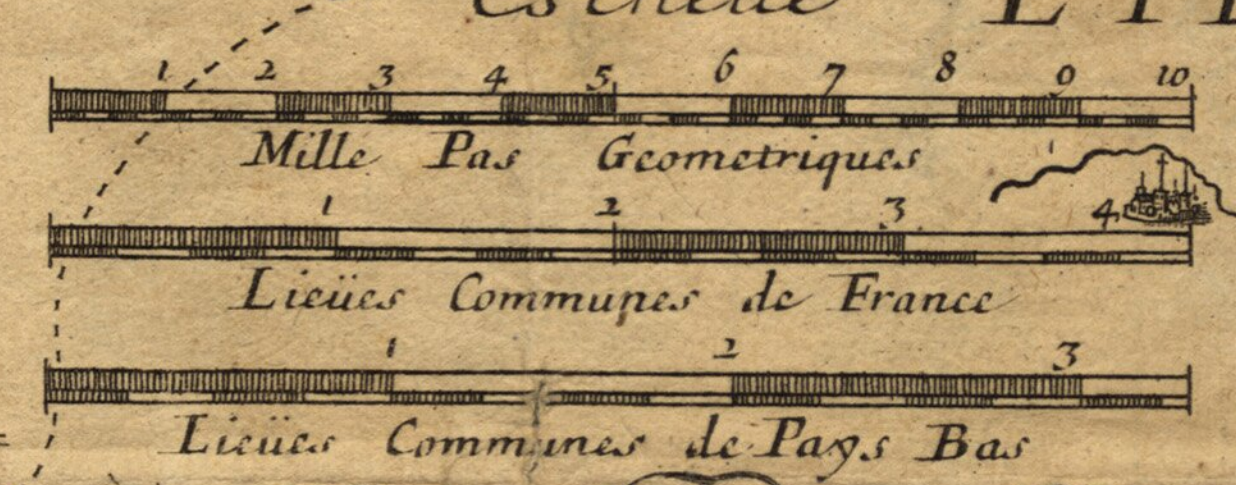 Eschelle
1 2 3 4 5 6 7 8 9 10
Mille Pas Geometriques
1 2 3 4
Lieües Communes de France
1 2 3
Lieües Communes de Pays Bas